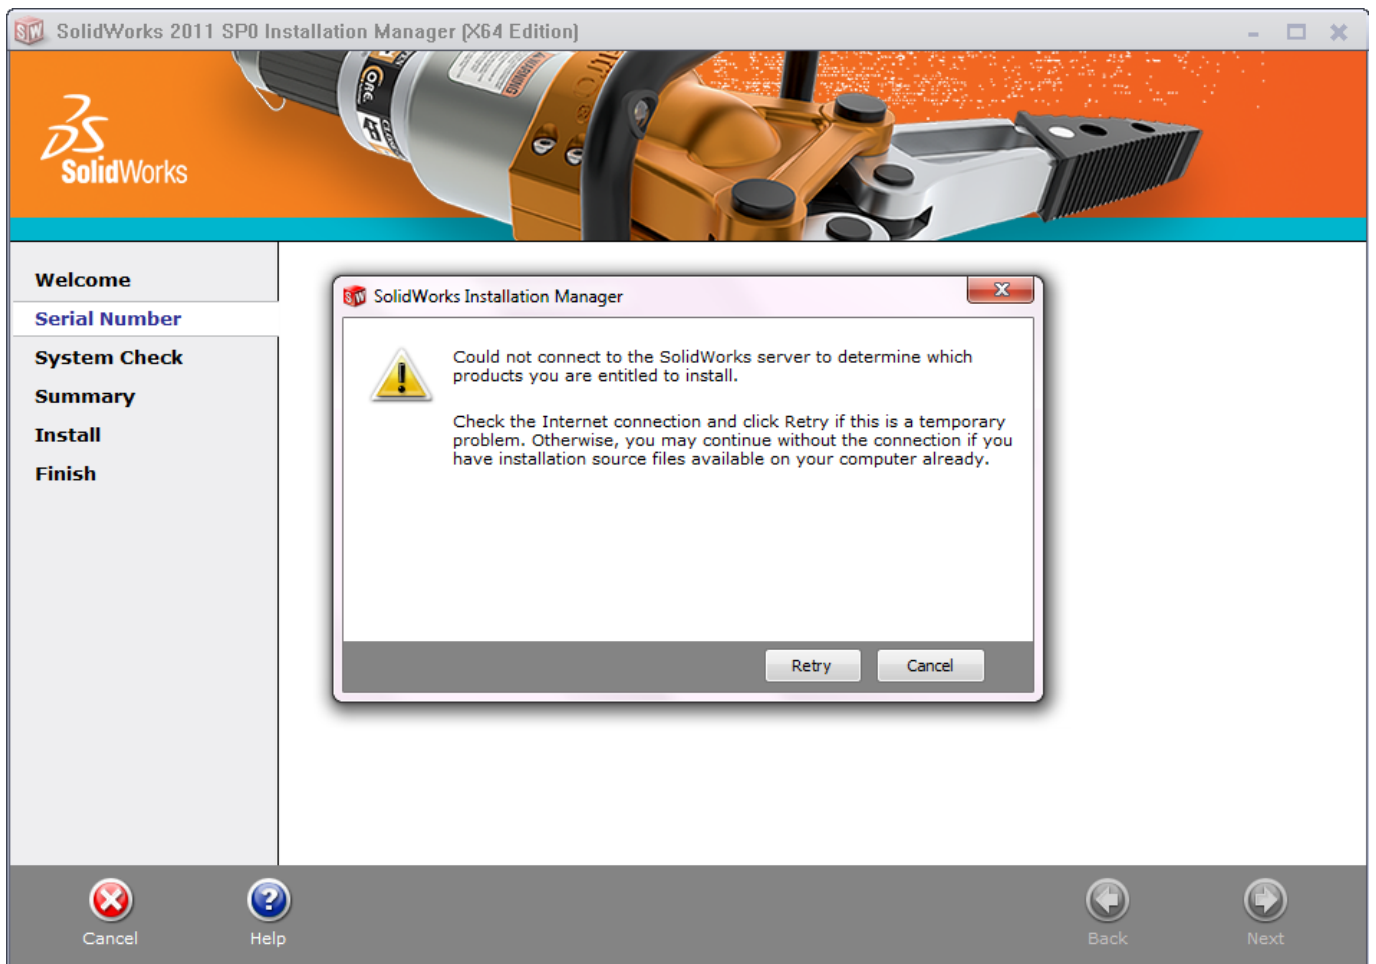 SolidWorks 2011 SP0 Installation Manager (X64 Edition)
SolidWorks
CORE
WARNING
Welcome
Serial Number
System Check
Summary
Install
Finish
SolidWorks Installation Manager
Could not connect to the SolidWorks server to determine which
products you are entitled to install.
Check the Internet connection and click Retry if this is a temporary
problem. Otherwise, you may continue without the connection if you
have installation source files available on your computer already.
Retry
Cancel
Cancel
Help
Back
Next